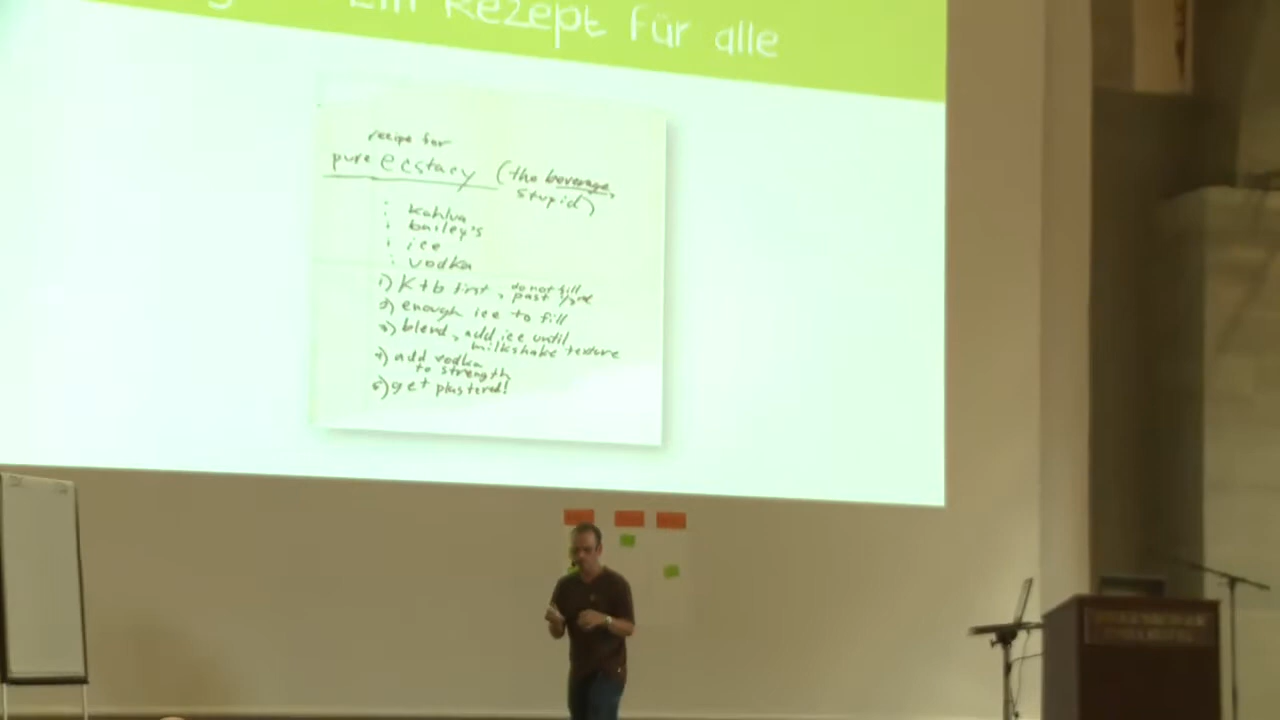 Ein Rezept für alle
recipe for
pure ecstacy (the beverage,
stupid)
: kahlua
: bailey's
: ice
: vodka
1) K+b first, do not fill
past 1/3rd
2) enough ice to fill
3) blend, add ice until
milkshake texture
4) add vodka
to strength
5) get plastered!